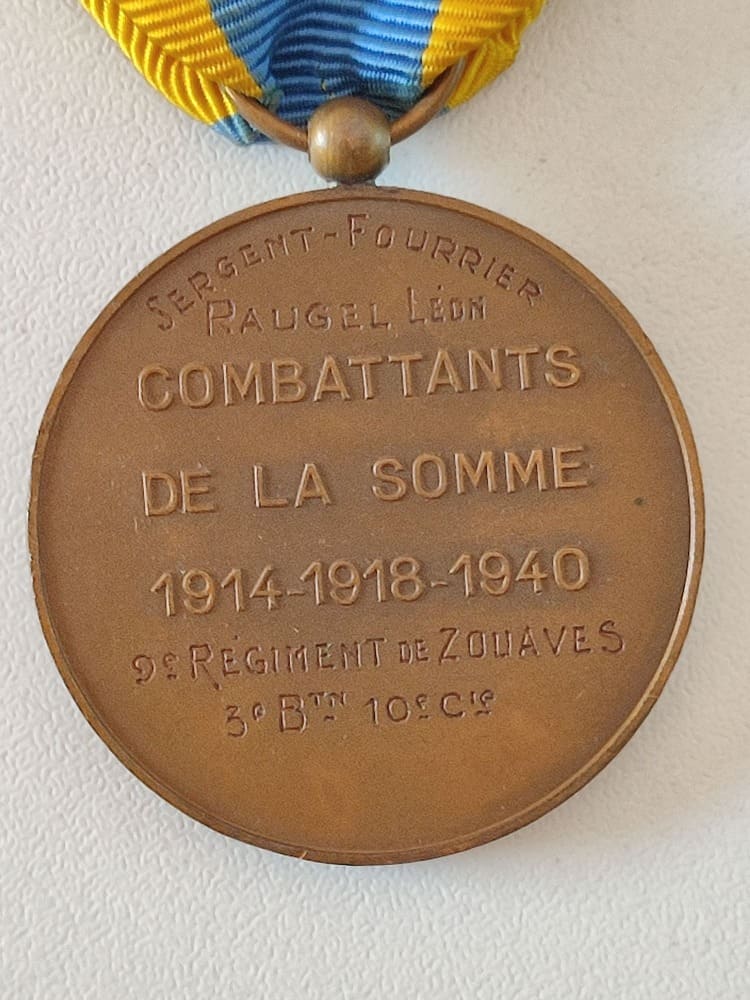 SERGENT-FOURRIER
RAUGEL LÉON
COMBATTANTS
DE LA SOMME
1914-1918-1940
9e RÉGIMENT DE ZOUAVES
3e BTN 10e Cie